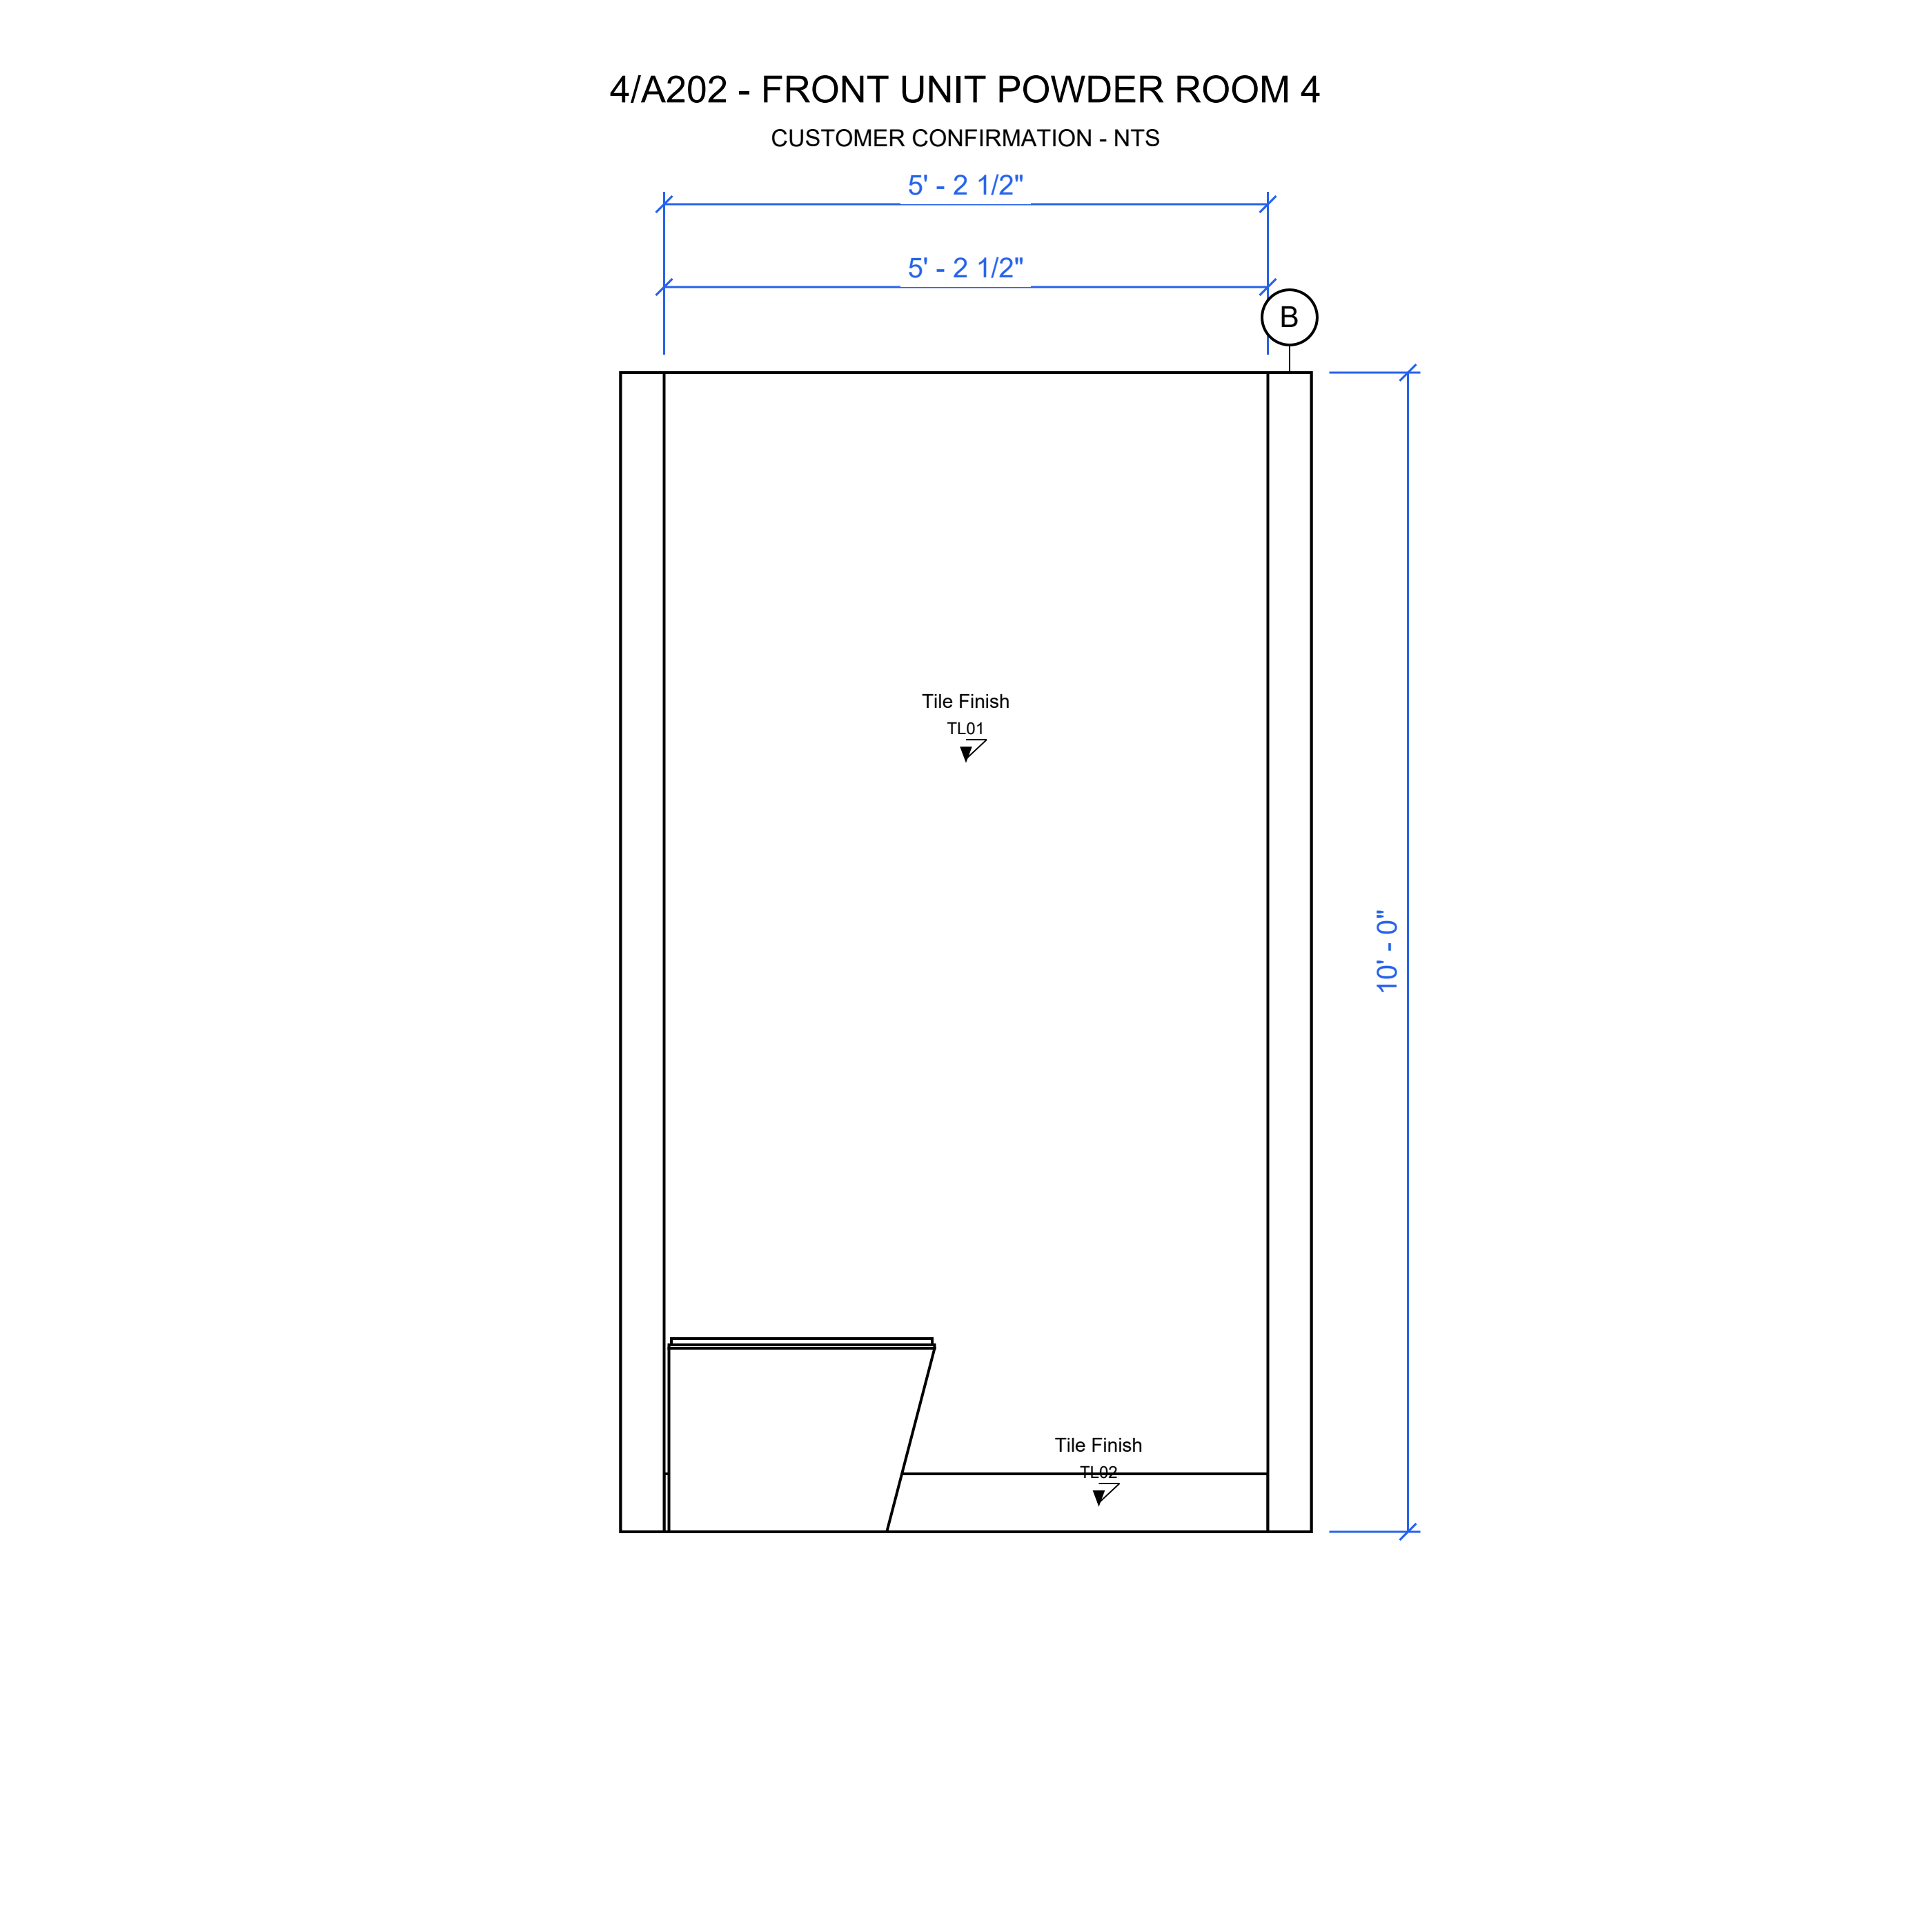 4/A202 - FRONT UNIT POWDER ROOM 4
CUSTOMER CONFIRMATION - NTS
5' - 2 1/2"
5' - 2 1/2"
B
Tile Finish
TL01
10' - 0"
Tile Finish
TL02